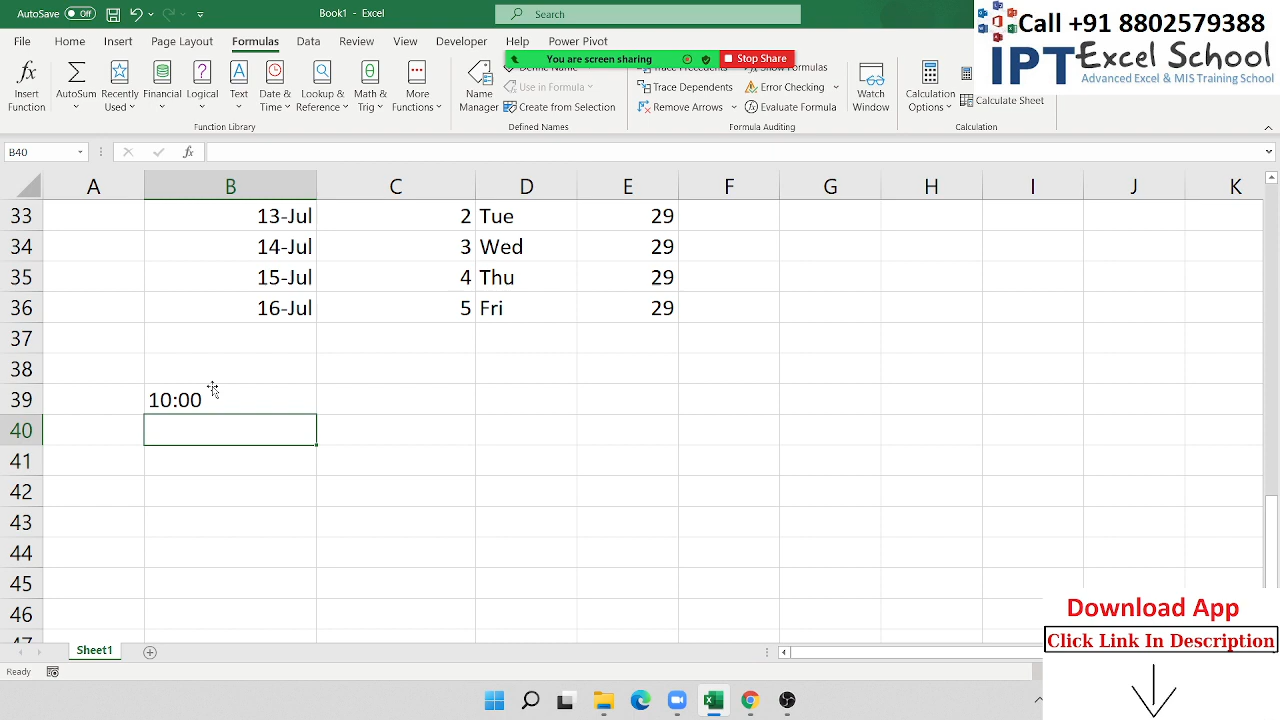 AutoSave Off Book1 - Excel Search
Call +91 8802579388
IPT Excel School
Advanced Excel & MIS Training School
File Home Insert Page Layout Formulas Data Review View Developer Help Power Pivot
You are screen sharing Stop Share
Insert Function
AutoSum
Recently Used
Financial
Logical
Text
Date & Time
Lookup & Reference
Math & Trig
More Functions
Function Library
Name Manager
Define Name
Use in Formula
Create from Selection
Defined Names
Trace Precedents
Trace Dependents
Remove Arrows
Show Formulas
Error Checking
Evaluate Formula
Formula Auditing
Watch Window
Calculation Options
Calculate Sheet
Calculation
B40 fx
A B C D E F G H I J K
33 13-Jul 2 Tue 29
34 14-Jul 3 Wed 29
35 15-Jul 4 Thu 29
36 16-Jul 5 Fri 29
37
38
39 10:00
40
41
42
43
44
45
46
47
Download App
Click Link In Description
Sheet1
Ready